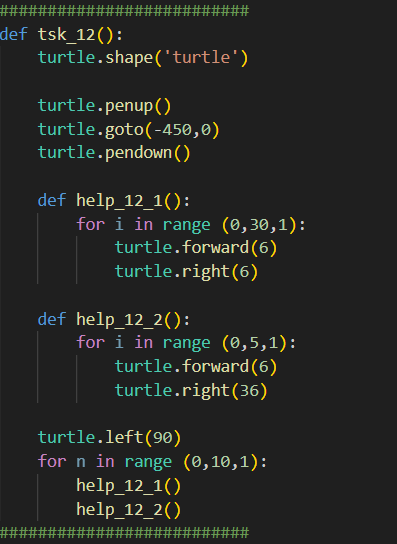 ##########################
def tsk_12():
    turtle.shape('turtle')

    turtle.penup()
    turtle.goto(-450,0)
    turtle.pendown()

    def help_12_1():
        for i in range (0,30,1):
            turtle.forward(6)
            turtle.right(6)

    def help_12_2():
        for i in range (0,5,1):
            turtle.forward(6)
            turtle.right(36)

    turtle.left(90)
    for n in range (0,10,1):
        help_12_1()
        help_12_2()
##########################